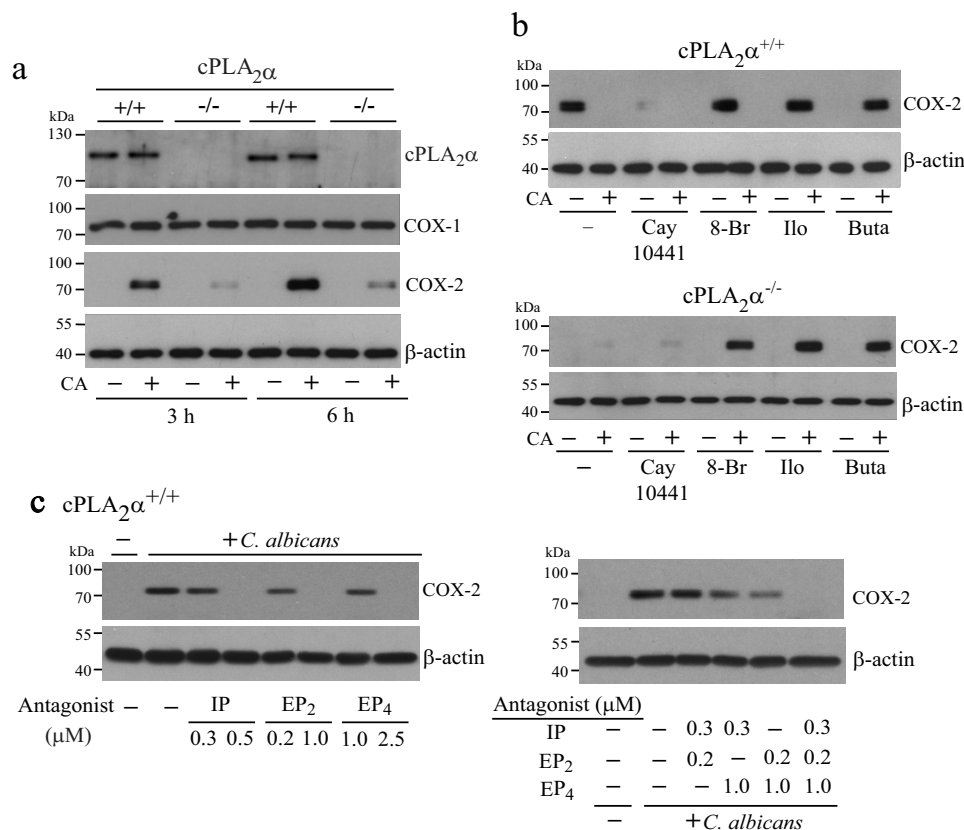 a
cPLA2α
+/+ -/- +/+ -/-
kDa
130
70
cPLA2α
100
70
COX-1
100
70
COX-2
55
40
β-actin
CA − + − + − + − +
3 h 6 h
b
cPLA2α+/+
kDa
100
70
COX-2
55
40
β-actin
CA − + − + − + − + − +
− Cay 8-Br Ilo Buta
10441
cPLA2α-/-
kDa
100
70
COX-2
55
40
β-actin
CA − + − + − + − + − +
− Cay 8-Br Ilo Buta
10441
c cPLA2α+/+
− +C. albicans
kDa
100
70
COX-2
55
40
β-actin
Antagonist − − IP EP2 EP4
(μM) 0.3 0.5 0.2 1.0 1.0 2.5
kDa
100
70
COX-2
55
40
β-actin
Antagonist (μM)
IP − − 0.3 0.3 − 0.3
EP2 − − 0.2 − 0.2 0.2
EP4 − − − 1.0 1.0 1.0
− +C. albicans